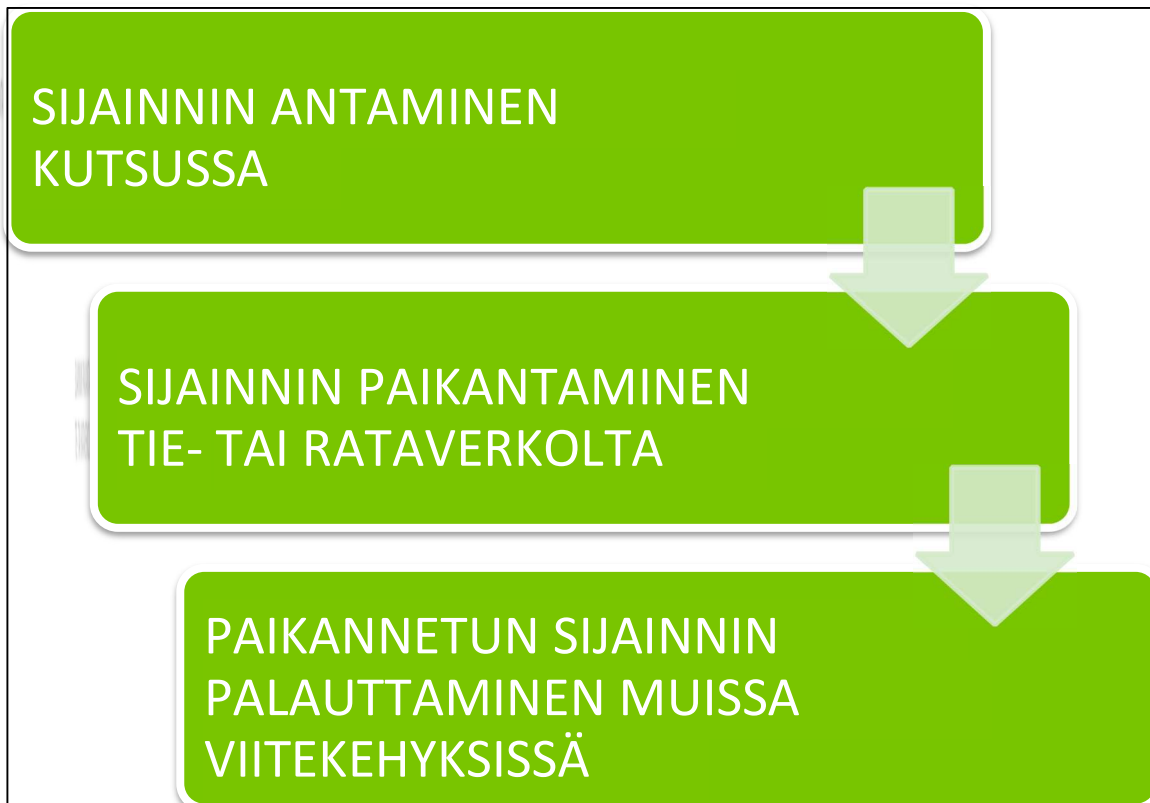 SIJAINNIN ANTAMINEN
KUTSUSSA
SIJAINNIN PAIKANTAMINEN
TIE- TAI RATAVERKOLTA
PAIKANNETUN SIJAINNIN
PALAUTTAMINEN MUISSA
VIITEKEHYKSISSÄ